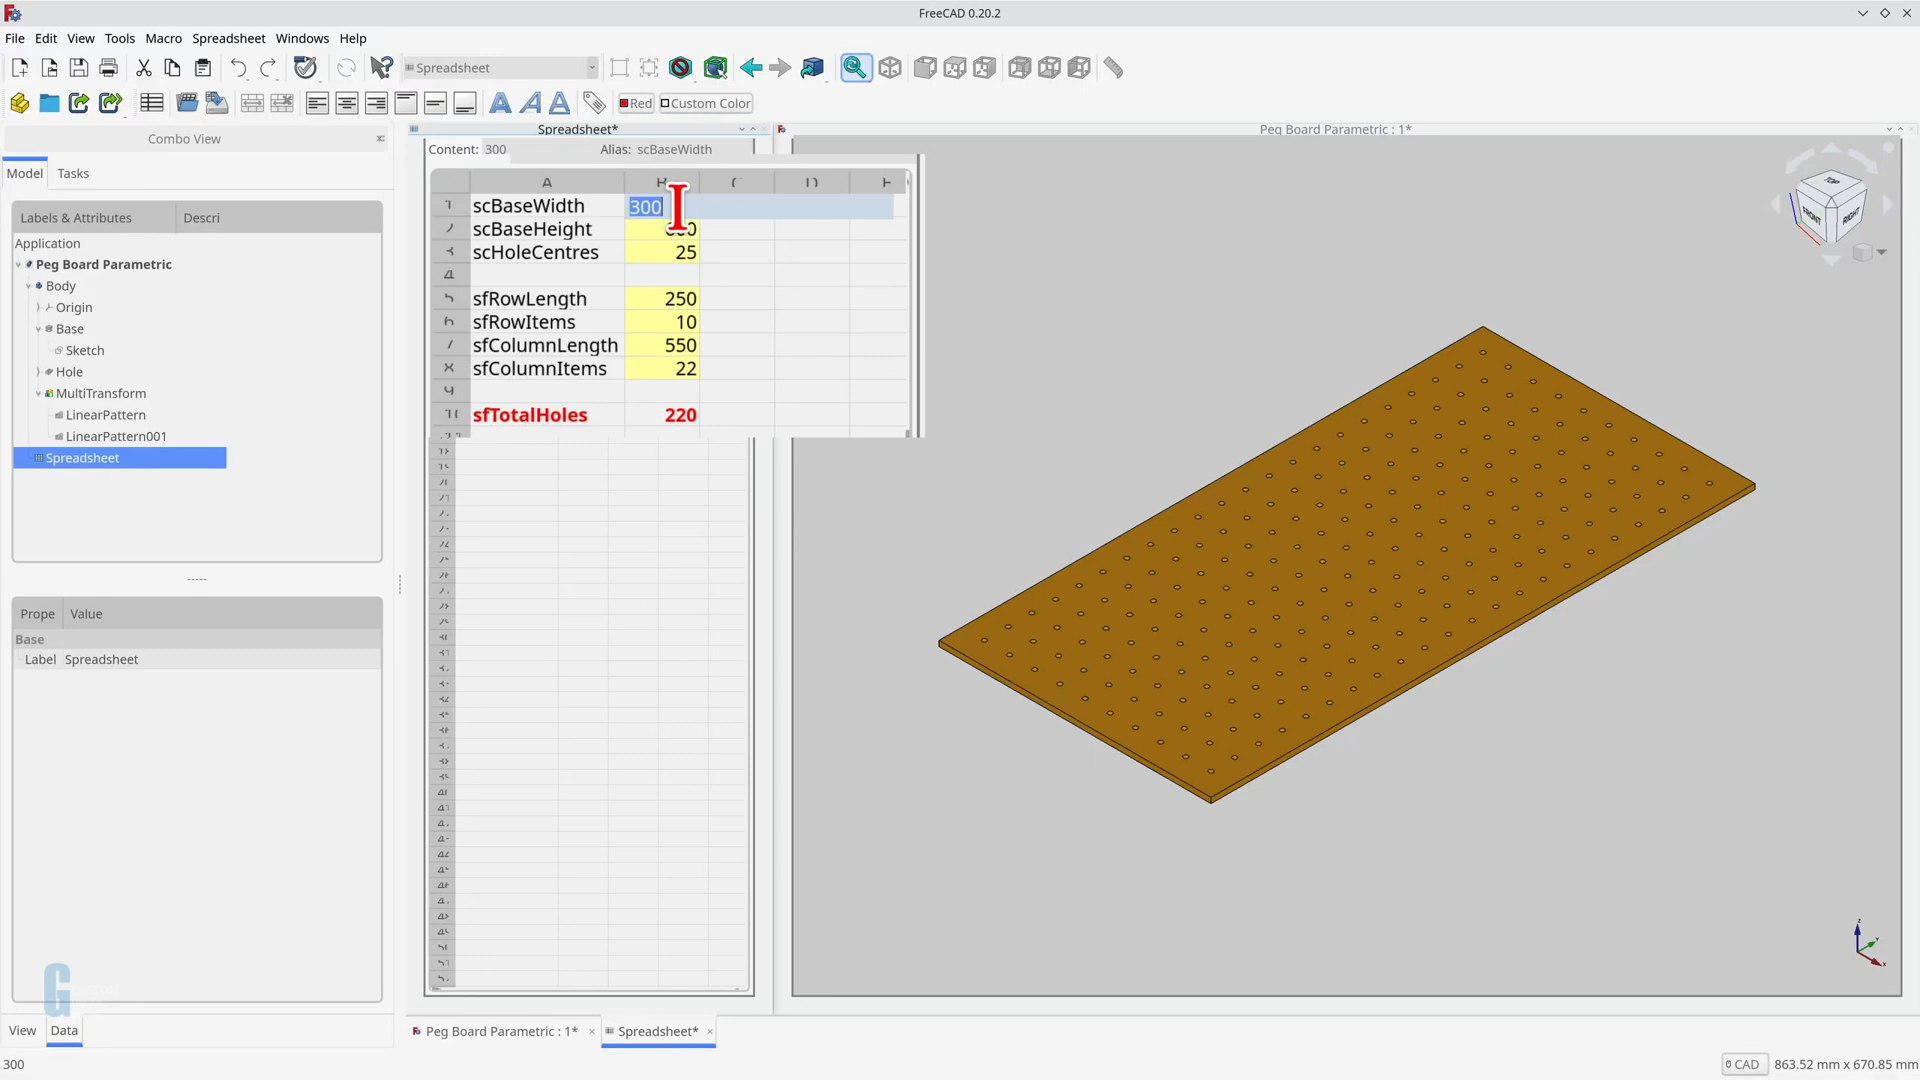 FreeCAD 0.20.2
File Edit View Tools Macro Spreadsheet Windows Help
Spreadsheet
Red Custom Color
Combo View
Spreadsheet*
Peg Board Parametric : 1*
Model Tasks
Content: 300 Alias: scBaseWidth
Labels & Attributes Descri
Application
Peg Board Parametric
Body
Origin
Base
Sketch
Hole
MultiTransform
LinearPattern
LinearPattern001
Spreadsheet
A
scBaseWidth 300
scBaseHeight
scHoleCentres 25
sfRowLength 250
sfRowItems 10
sfColumnLength 550
sfColumnItems 22
sfTotalHoles 220
TOP
FRONT
RIGHT
Prope Value
Base
Label Spreadsheet
G
View Data
Peg Board Parametric : 1*
Spreadsheet*
300
CAD 863.52 mm x 670.85 mm